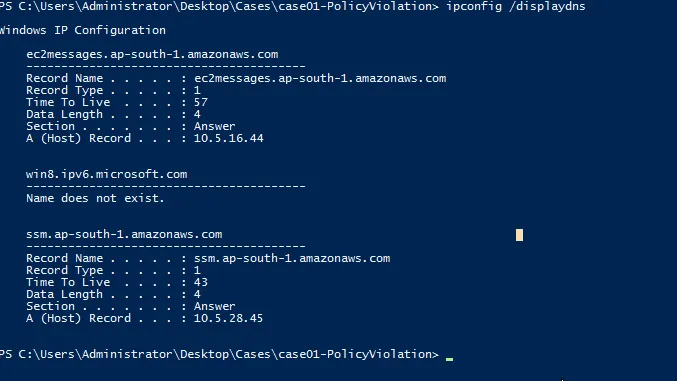 PS C:\Users\Administrator\Desktop\Cases\case01-PolicyViolation> ipconfig /displaydns
Windows IP Configuration
ec2messages.ap-south-1.amazonaws.com
----------------------------------------
Record Name . . . . . : ec2messages.ap-south-1.amazonaws.com
Record Type . . . . . : 1
Time To Live  . . . . : 57
Data Length . . . . . : 4
Section . . . . . . . : Answer
A (Host) Record . . . : 10.5.16.44
win8.ipv6.microsoft.com
----------------------------------------
Name does not exist.
ssm.ap-south-1.amazonaws.com
----------------------------------------
Record Name . . . . . : ssm.ap-south-1.amazonaws.com
Record Type . . . . . : 1
Time To Live  . . . . : 43
Data Length . . . . . : 4
Section . . . . . . . : Answer
A (Host) Record . . . : 10.5.28.45
PS C:\Users\Administrator\Desktop\Cases\case01-PolicyViolation>